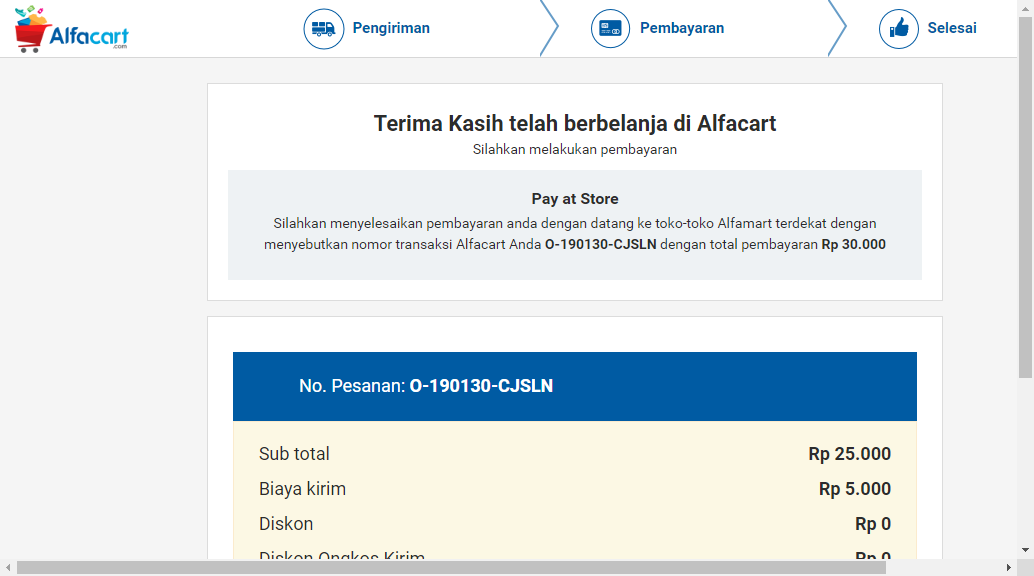 Alfacart
.com
Pengiriman
Pembayaran
Selesai
Terima Kasih telah berbelanja di Alfacart
Silahkan melakukan pembayaran
Pay at Store
Silahkan menyelesaikan pembayaran anda dengan datang ke toko-toko Alfamart terdekat dengan
menyebutkan nomor transaksi Alfacart Anda O-190130-CJSLN dengan total pembayaran Rp 30.000
No. Pesanan: O-190130-CJSLN
Sub total Rp 25.000
Biaya kirim Rp 5.000
Diskon Rp 0
Diskon Ongkos Kirim Rp 0